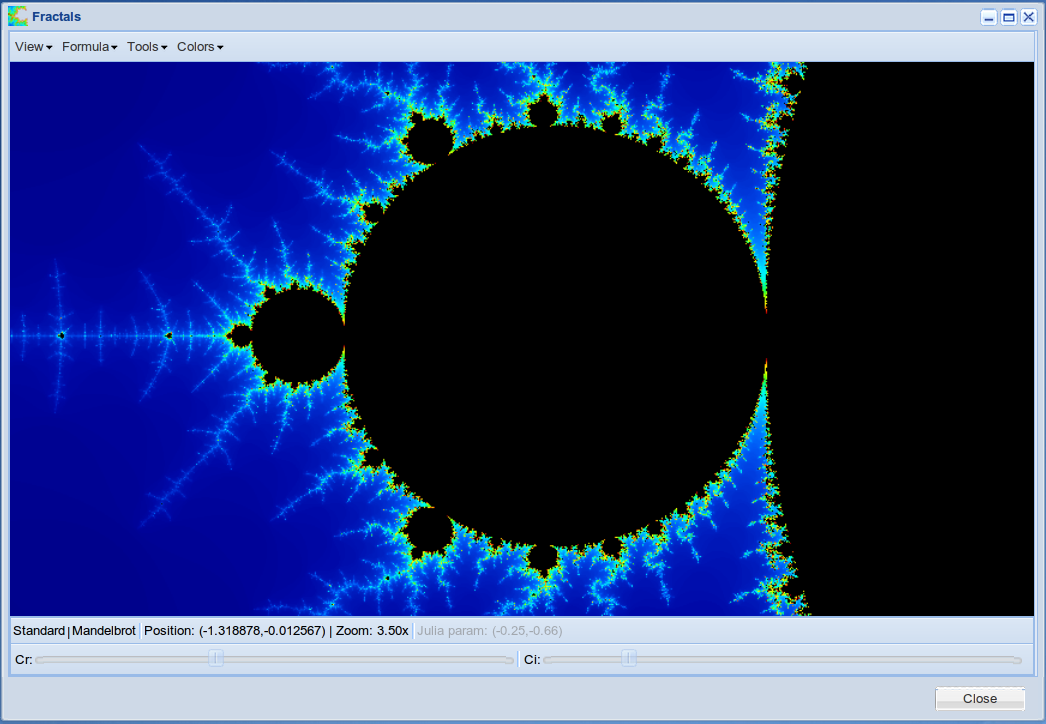 Fractals
View Formula Tools Colors
Standard | Mandelbrot Position: (-1.318878,-0.012567) | Zoom: 3.50x Julia param: (-0.25,-0.66)
Cr: Ci:
Close